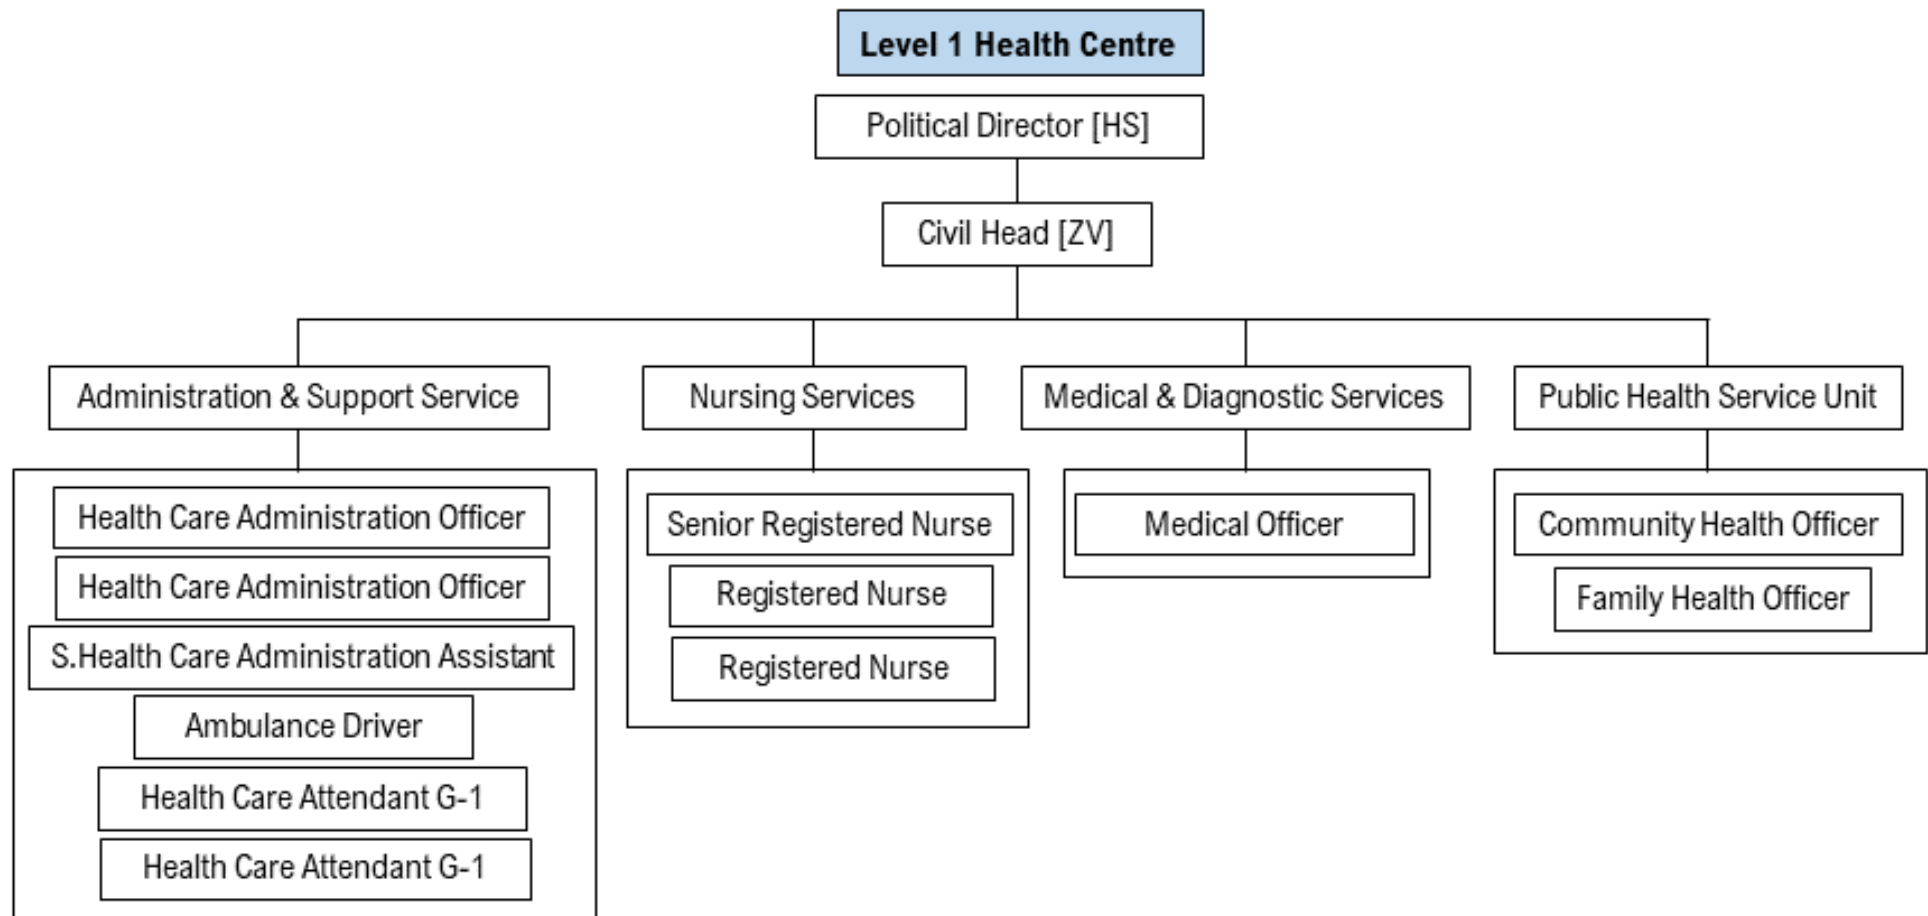 Level 1 Health Centre
Political Director [HS]
Civil Head [ZV]
Administration & Support Service
Nursing Services
Medical & Diagnostic Services
Public Health Service Unit
Health Care Administration Officer
Health Care Administration Officer
S.Health Care Administration Assistant
Ambulance Driver
Health Care Attendant G-1
Health Care Attendant G-1
Senior Registered Nurse
Registered Nurse
Registered Nurse
Medical Officer
Community Health Officer
Family Health Officer